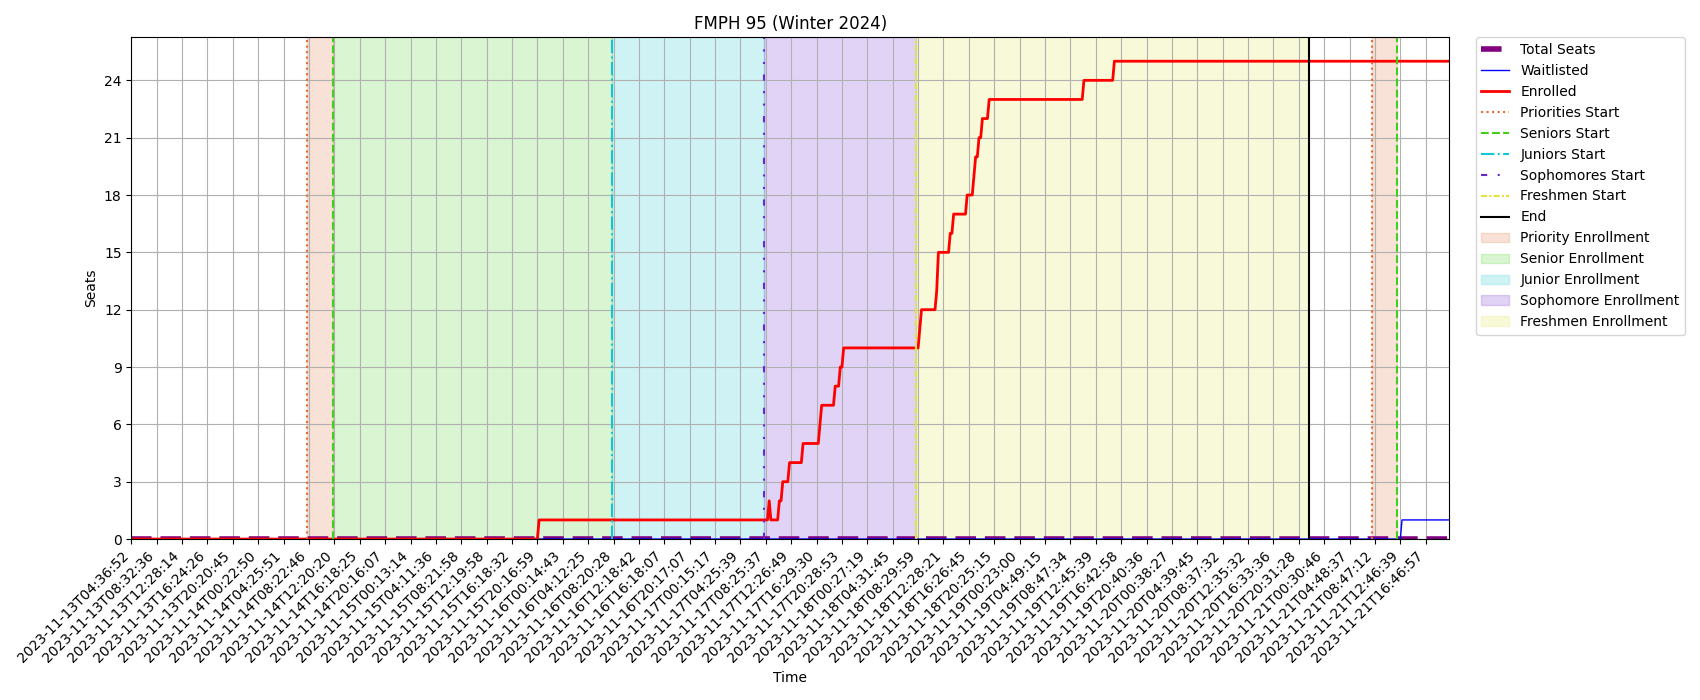 FMPH 95 (Winter 2024)
Seats
24
21
18
15
12
9
6
3
0
2023-11-13T04:36:52
2023-11-13T08:32:36
2023-11-13T12:28:14
2023-11-13T16:24:26
2023-11-13T20:20:45
2023-11-14T00:22:50
2023-11-14T04:25:51
2023-11-14T08:22:46
2023-11-14T12:20:20
2023-11-14T16:18:25
2023-11-14T20:16:07
2023-11-15T00:13:14
2023-11-15T04:11:36
2023-11-15T08:21:58
2023-11-15T12:19:58
2023-11-15T16:18:32
2023-11-15T20:16:59
2023-11-16T00:14:43
2023-11-16T04:12:25
2023-11-16T08:20:28
2023-11-16T12:18:42
2023-11-16T16:18:07
2023-11-16T20:17:07
2023-11-17T00:15:17
2023-11-17T04:25:39
2023-11-17T08:25:37
2023-11-17T12:26:49
2023-11-17T16:29:30
2023-11-17T20:28:53
2023-11-18T00:27:19
2023-11-18T04:31:45
2023-11-18T08:29:59
2023-11-18T12:28:21
2023-11-18T16:26:45
2023-11-18T20:25:15
2023-11-19T00:23:00
2023-11-19T04:49:15
2023-11-19T08:47:34
2023-11-19T12:45:39
2023-11-19T16:42:58
2023-11-19T20:40:36
2023-11-20T00:38:27
2023-11-20T04:39:45
2023-11-20T08:37:32
2023-11-20T12:35:32
2023-11-20T16:33:36
2023-11-20T20:31:28
2023-11-21T00:30:46
2023-11-21T04:48:37
2023-11-21T08:47:12
2023-11-21T12:46:39
2023-11-21T16:46:57
Time
Total Seats
Waitlisted
Enrolled
Priorities Start
Seniors Start
Juniors Start
Sophomores Start
Freshmen Start
End
Priority Enrollment
Senior Enrollment
Junior Enrollment
Sophomore Enrollment
Freshmen Enrollment